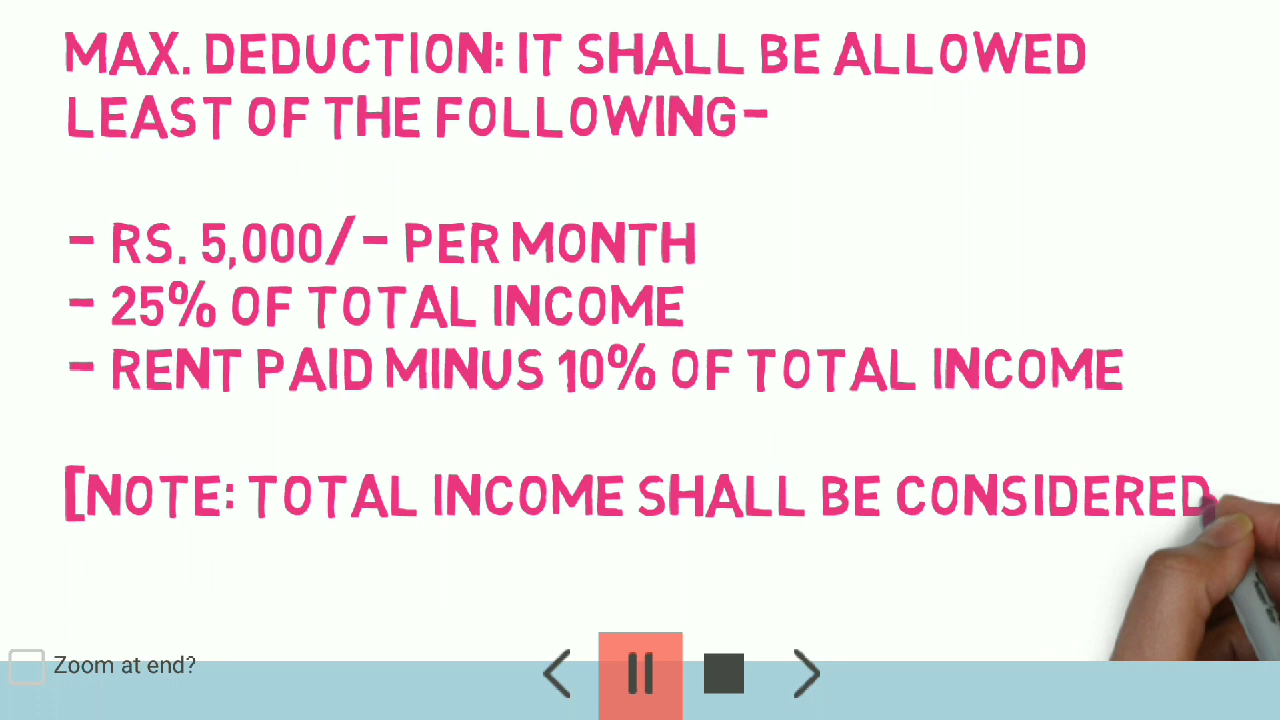 MAX. DEDUCTION: IT SHALL BE ALLOWED
LEAST OF THE FOLLOWING-
- RS. 5,000/- PER MONTH
- 25% OF TOTAL INCOME
- RENT PAID MINUS 10% OF TOTAL INCOME
[NOTE: TOTAL INCOME SHALL BE CONSIDERED
Zoom at end?